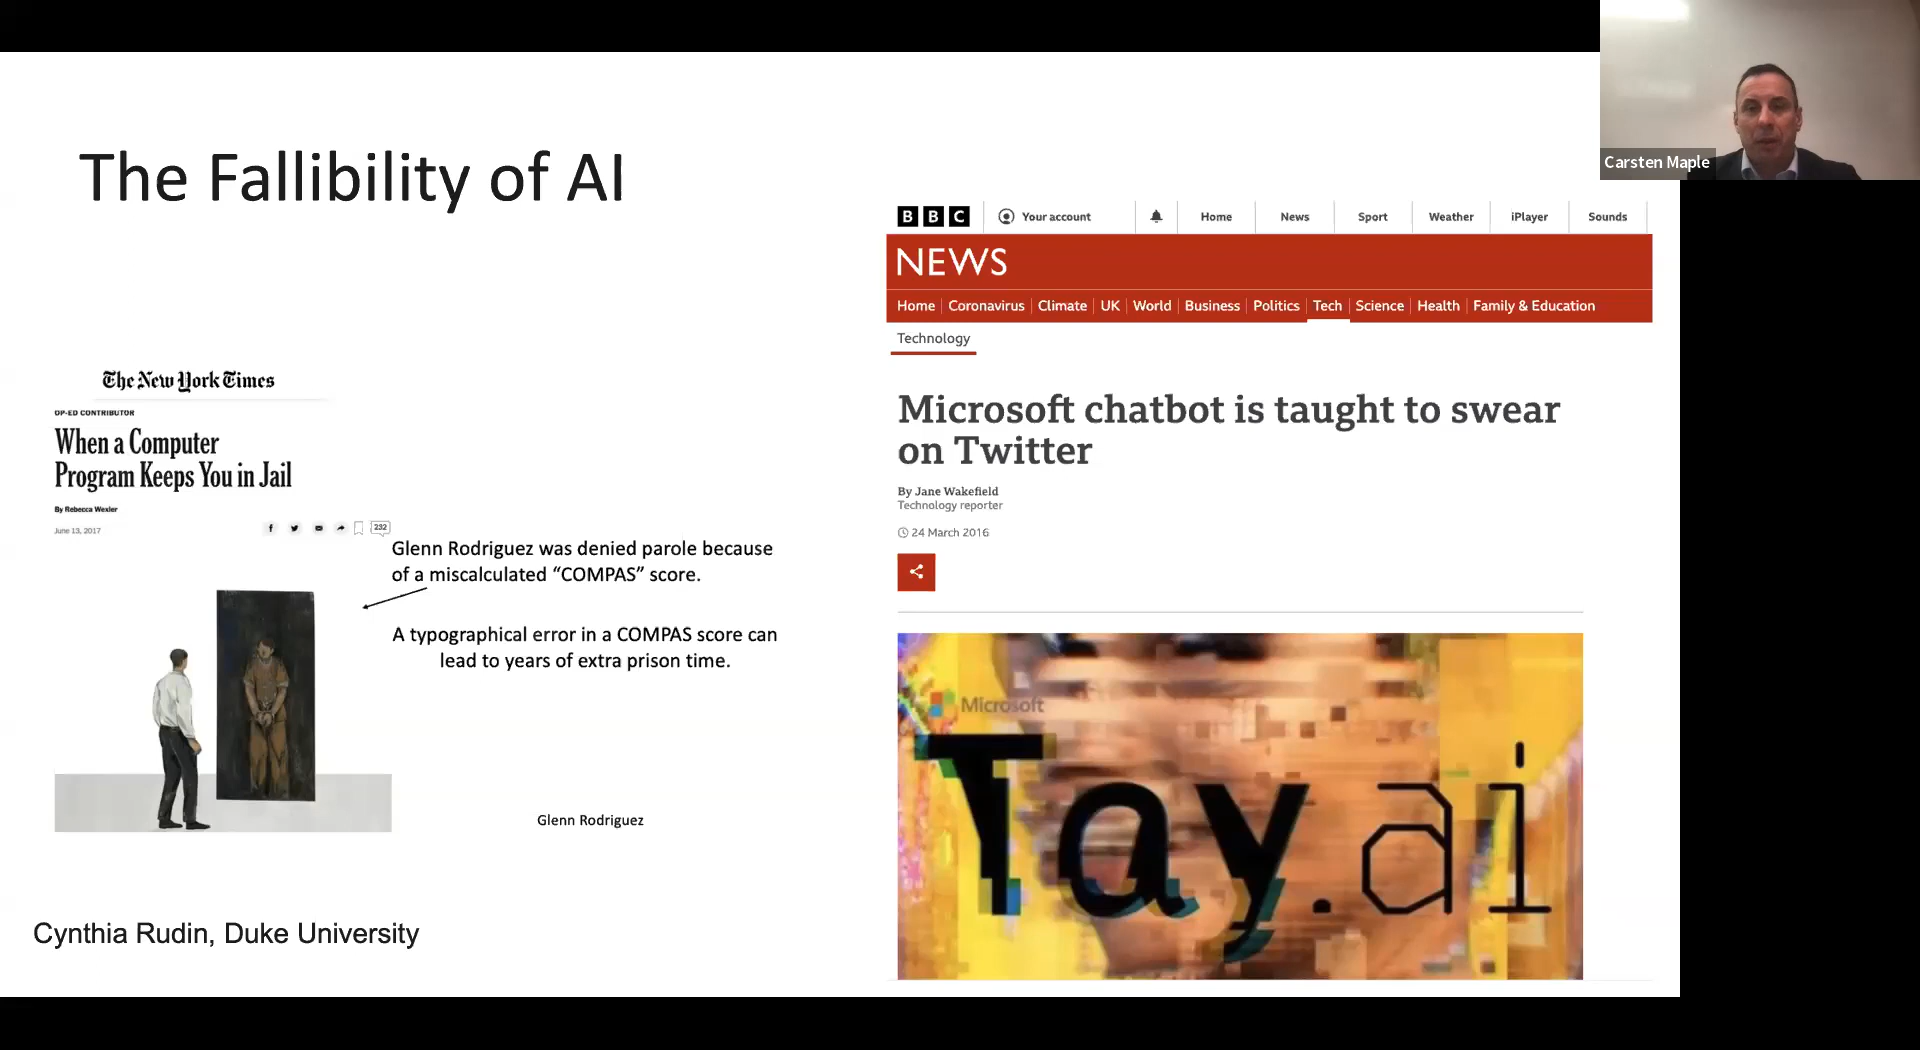 The Fallibility of AI
Carsten Maple
The New York Times
OP-ED CONTRIBUTOR
When a Computer
Program Keeps You in Jail
By Rebecca Wexler
June 13, 2017
232
Glenn Rodriguez was denied parole because
of a miscalculated “COMPAS” score.
A typographical error in a COMPAS score can
lead to years of extra prison time.
Glenn Rodriguez
Cynthia Rudin, Duke University
BBC Your account Home News Sport Weather iPlayer Sounds
NEWS
Home Coronavirus Climate UK World Business Politics Tech Science Health Family & Education
Technology
Microsoft chatbot is taught to swear
on Twitter
By Jane Wakefield
Technology reporter
24 March 2016
Microsoft
Tay.ai